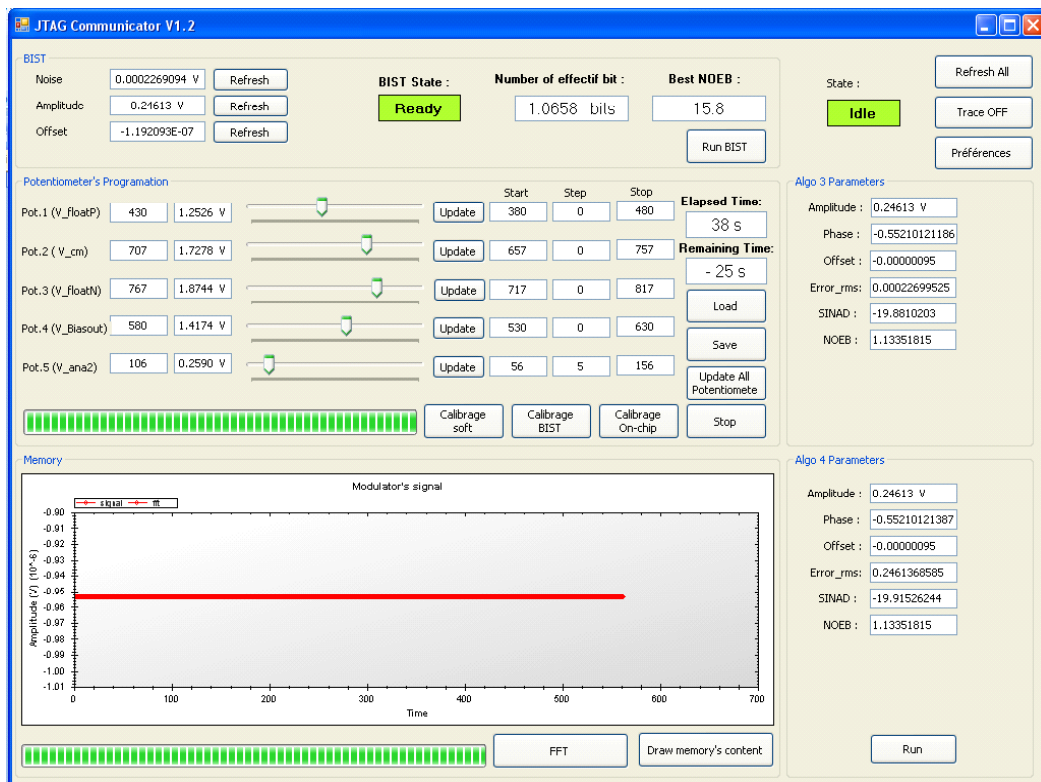 JTAG Communicator V1.2
BIST
Noise 0.0002269094 V Refresh
Amplitude 0.24613 V Refresh
Offset -1.192093E-07 Refresh
BIST State :
Ready
Number of effectif bit :
1.0658 bits
Best NOEB :
15.8
Run BIST
State :
Idle
Refresh All
Trace OFF
Préférences
Potentiometer's Programation
Start Step Stop
Pot.1 (V_floatP) 430 1.2526 V Update 380 0 480
Pot.2 ( V_cm) 707 1.7278 V Update 657 0 757
Pot.3 (V_floatN) 767 1.8744 V Update 717 0 817
Pot.4 (V_Biasout) 580 1.4174 V Update 530 0 630
Pot.5 (V_ana2) 106 0.2590 V Update 56 5 156
Elapsed Time:
38 s
Remaining Time:
- 25 s
Load
Save
Update All
Potentiomete
Stop
Calibrage
soft
Calibrage
BIST
Calibrage
On-chip
Algo 3 Parameters
Amplitude : 0.24613 V
Phase : -0.55210121186
Offset : -0.00000095
Error_rms: 0.00022699525
SINAD : -19.8810203
NOEB : 1.13351815
Memory
Modulator's signal
signal fft
Amplitude (V) (10^-6)
-0.90
-0.91
-0.92
-0.93
-0.94
-0.95
-0.96
-0.97
-0.98
-0.99
-1.00
-1.01
0 100 200 300 400 500 600 700
Time
FFT
Draw memory's content
Algo 4 Parameters
Amplitude : 0.24613 V
Phase : -0.55210121387
Offset : -0.00000095
Error_rms: 0.2461368585
SINAD : -19.91526244
NOEB : 1.13351815
Run